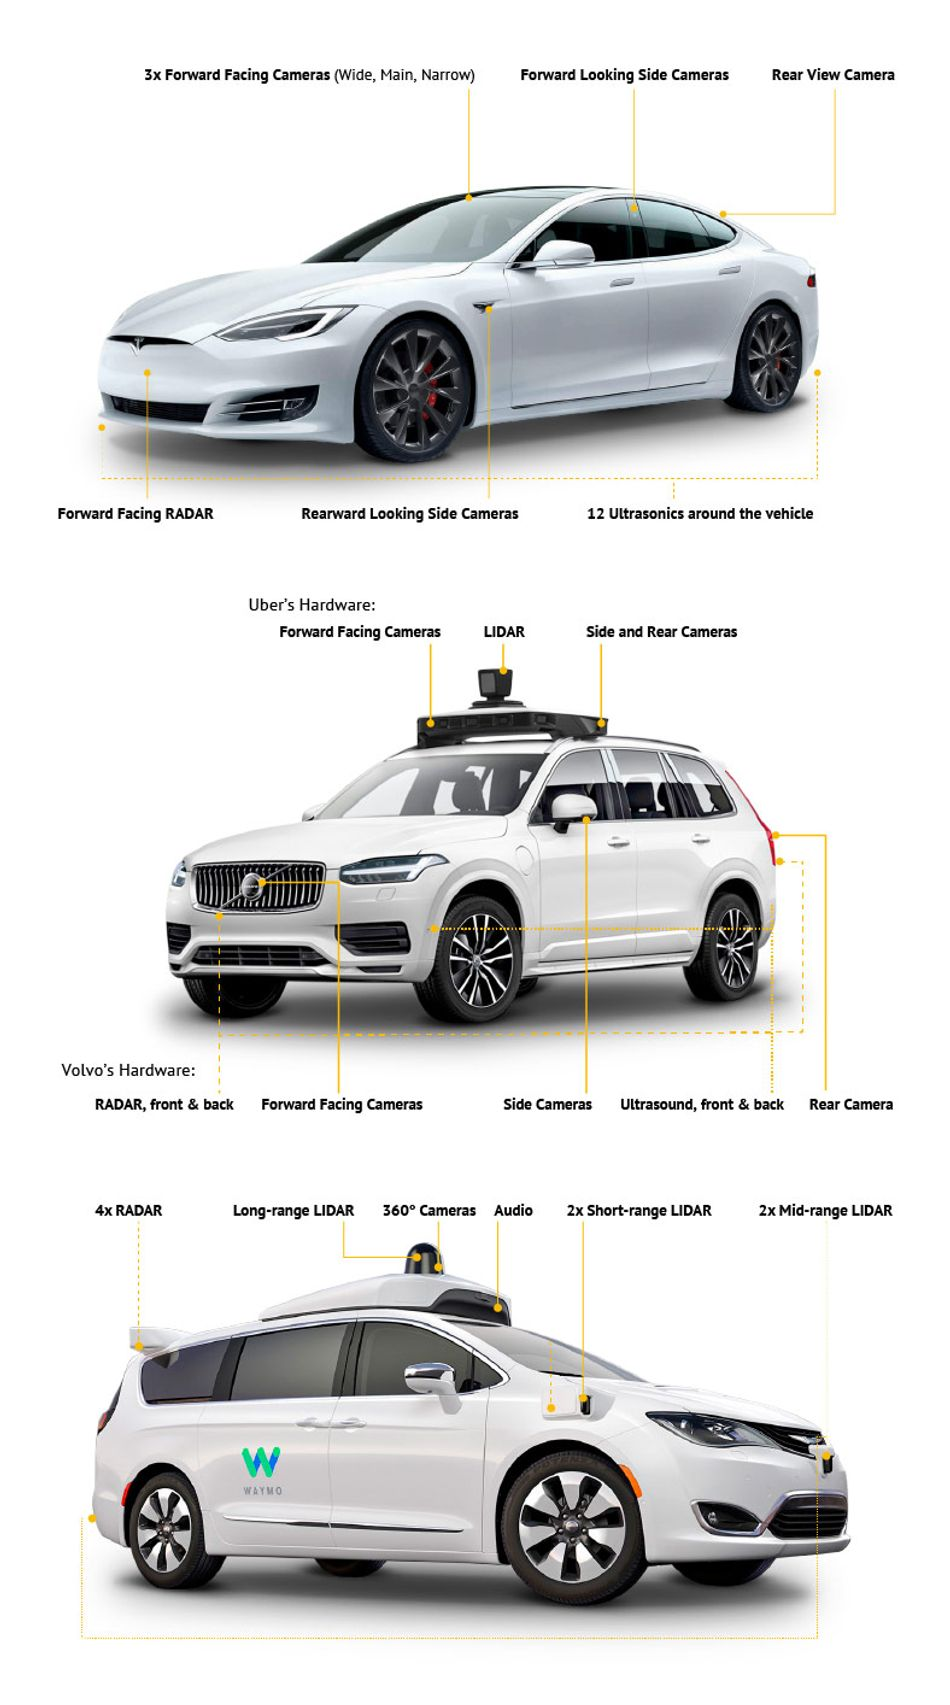 3x Forward Facing Cameras (Wide, Main, Narrow)
Forward Looking Side Cameras
Rear View Camera
Forward Facing RADAR
Rearward Looking Side Cameras
12 Ultrasonics around the vehicle
Uber's Hardware:
Forward Facing Cameras
LIDAR
Side and Rear Cameras
Volvo's Hardware:
RADAR, front & back
Forward Facing Cameras
Side Cameras
Ultrasound, front & back
Rear Camera
4x RADAR
Long-range LIDAR
360° Cameras
Audio
2x Short-range LIDAR
2x Mid-range LIDAR
WAYMO